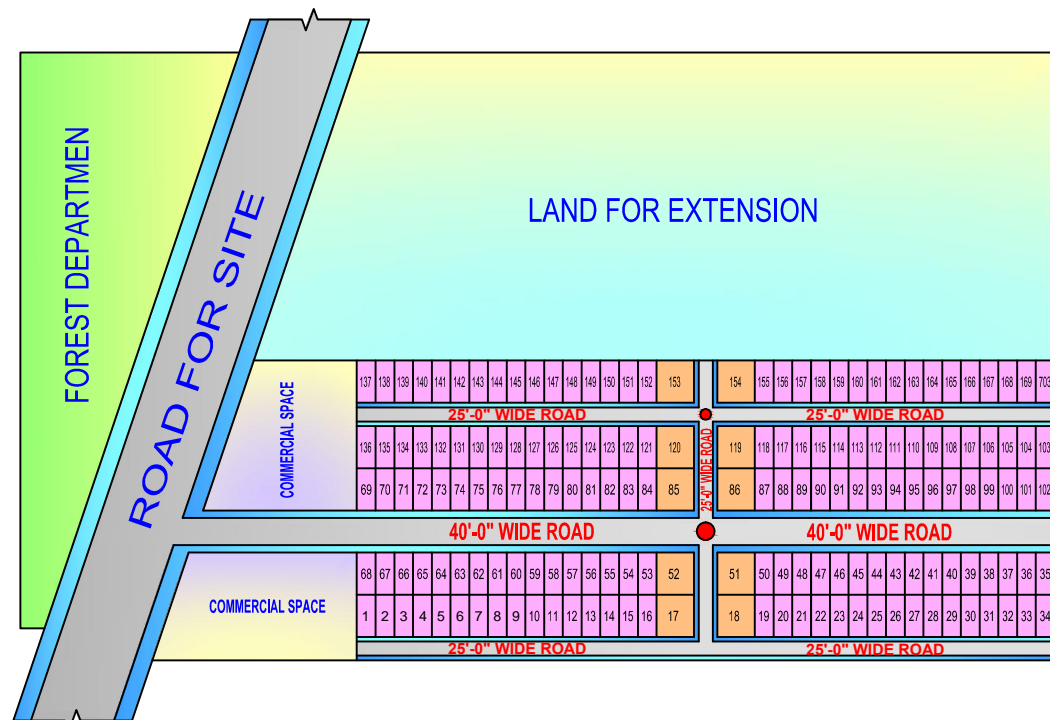 FOREST DEPARTMEN
ROAD FOR SITE
LAND FOR EXTENSION
COMMERCIAL SPACE
137 138 139 140 141 142 143 144 145 146 147 148 149 150 151 152 153
154 155 156 157 158 159 160 161 162 163 164 165 166 167 168 169 703
25'-0" WIDE ROAD
25'-0" WIDE ROAD
25'-0" WIDE ROAD
136 135 134 133 132 131 130 129 128 127 126 125 124 123 122 121 120
119 118 117 116 115 114 113 112 111 110 109 108 107 106 105 104 103
69 70 71 72 73 74 75 76 77 78 79 80 81 82 83 84 85
86 87 88 89 90 91 92 93 94 95 96 97 98 99 100 101 102
40'-0" WIDE ROAD
40'-0" WIDE ROAD
COMMERCIAL SPACE
68 67 66 65 64 63 62 61 60 59 58 57 56 55 54 53 52
51 50 49 48 47 46 45 44 43 42 41 40 39 38 37 36 35
1 2 3 4 5 6 7 8 9 10 11 12 13 14 15 16 17
18 19 20 21 22 23 24 25 26 27 28 29 30 31 32 33 34
25'-0" WIDE ROAD
25'-0" WIDE ROAD